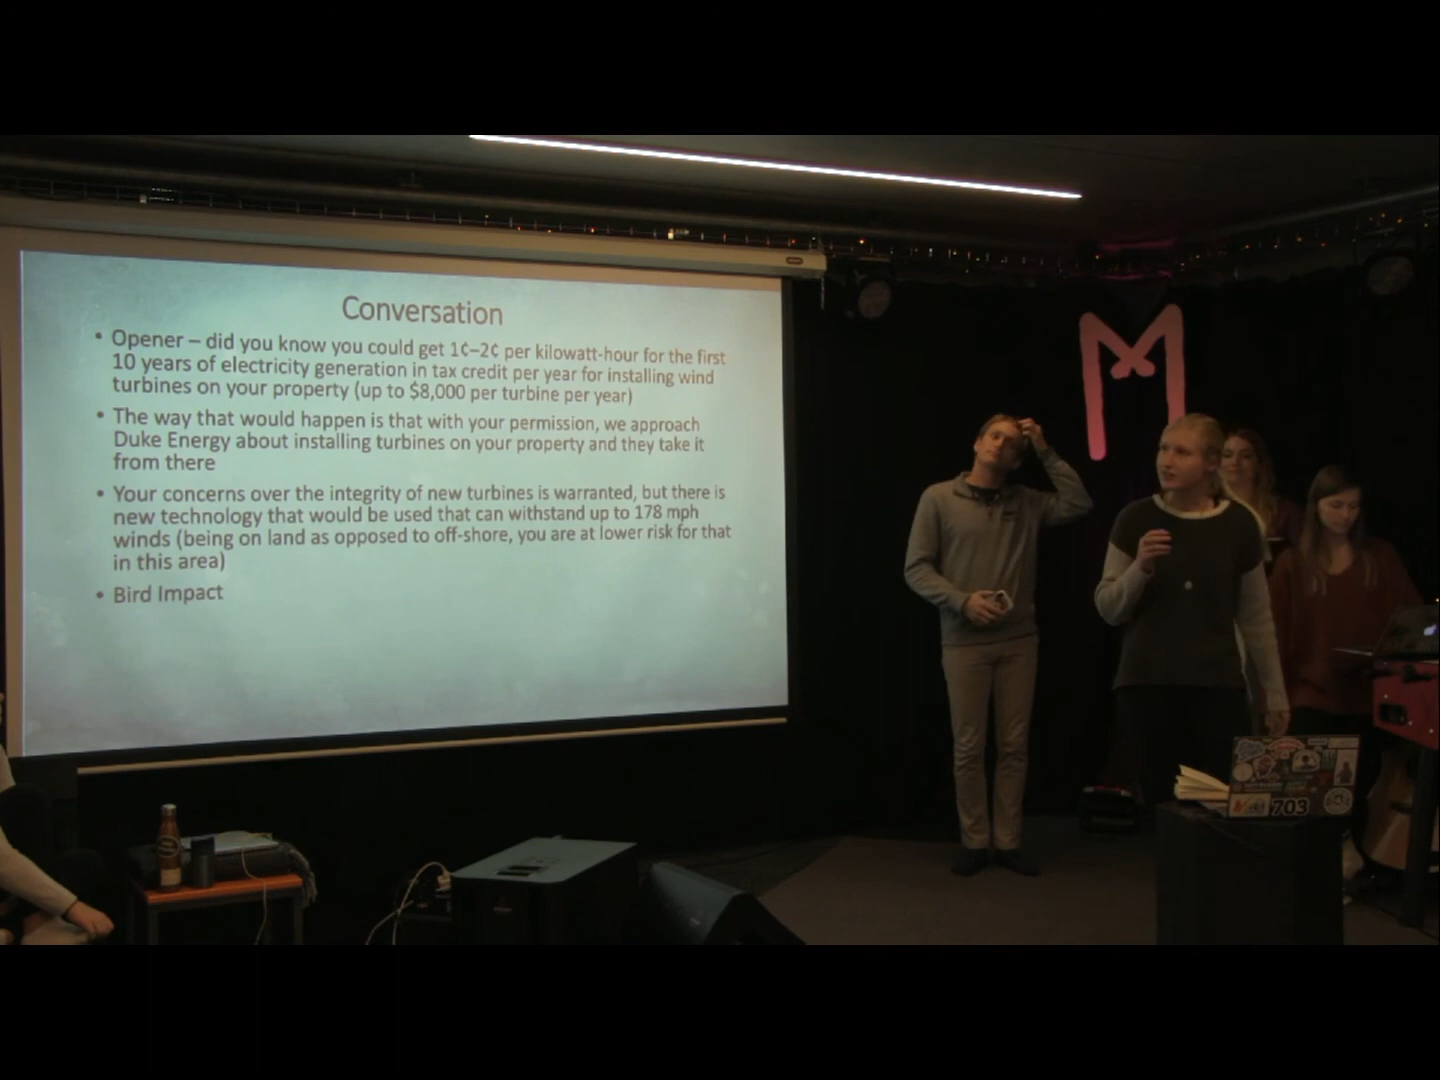 Conversation
• Opener – did you know you could get 1¢–2¢ per kilowatt-hour for the first
10 years of electricity generation in tax credit per year for installing wind
turbines on your property (up to $8,000 per turbine per year)
• The way that would happen is that with your permission, we approach
Duke Energy about installing turbines on your property and they take it
from there
• Your concerns over the integrity of new turbines is warranted, but there is
new technology that would be used that can withstand up to 178 mph
winds (being on land as opposed to off-shore, you are at lower risk for that
in this area)
• Bird Impact
703